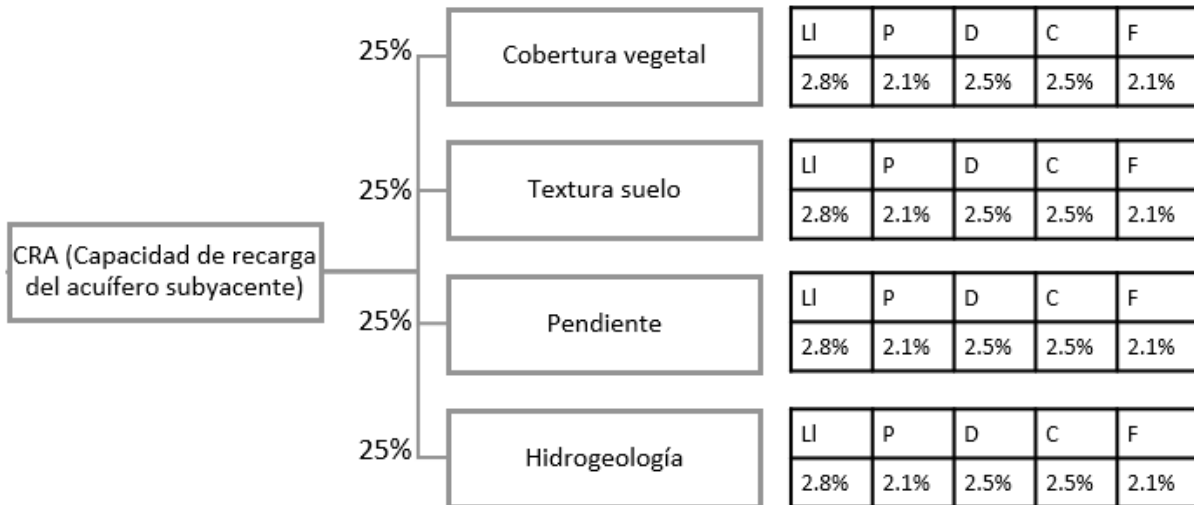 CRA (Capacidad de recarga
del acuífero subyacente)
25%
Cobertura vegetal
Ll P D C F
2.8% 2.1% 2.5% 2.5% 2.1%
25%
Textura suelo
Ll P D C F
2.8% 2.1% 2.5% 2.5% 2.1%
25%
Pendiente
Ll P D C F
2.8% 2.1% 2.5% 2.5% 2.1%
25%
Hidrogeología
Ll P D C F
2.8% 2.1% 2.5% 2.5% 2.1%